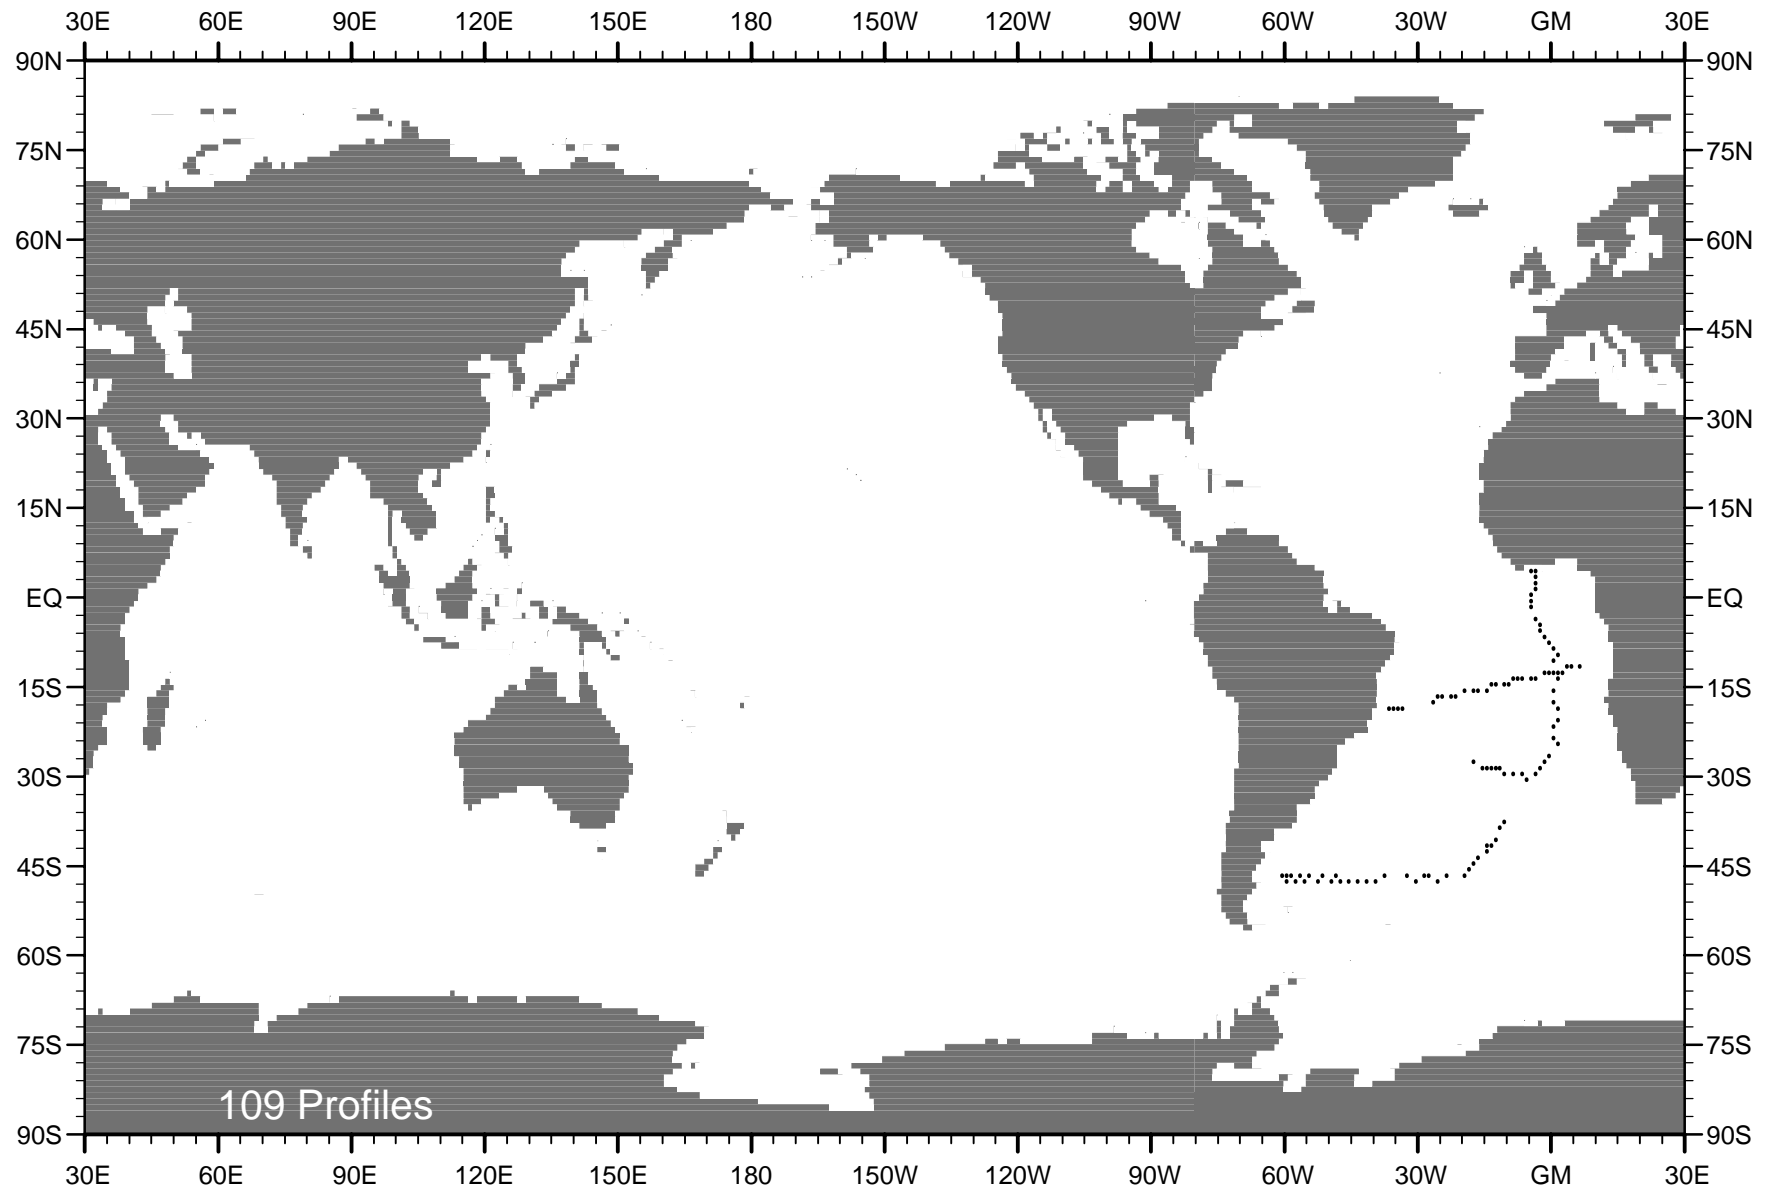 30E 60E 90E 120E 150E 180 150W 120W 90W 60W 30W GM 30E
90N 90N
75N 75N
60N 60N
45N 45N
30N 30N
15N 15N
EQ EQ
15S 15S
30S 30S
45S 45S
60S 60S
75S 75S
109 Profiles
90S 90S
30E 60E 90E 120E 150E 180 150W 120W 90W 60W 30W GM 30E